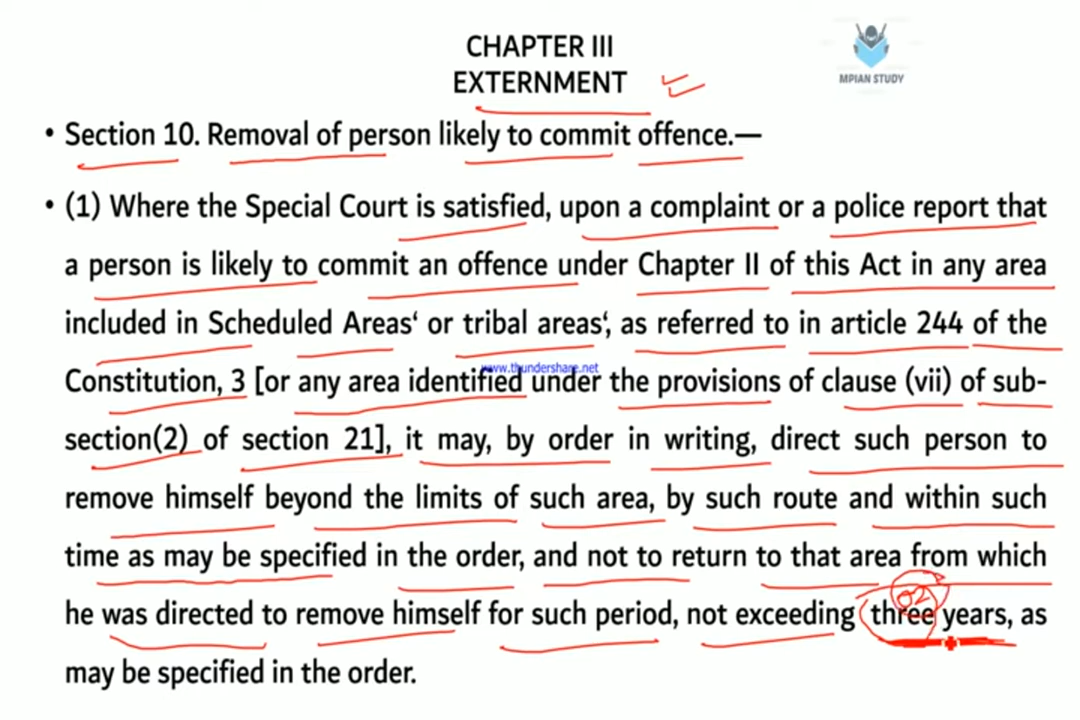 CHAPTER III
EXTERNMENT
MPIAN STUDY
• Section 10. Removal of person likely to commit offence.—
• (1) Where the Special Court is satisfied, upon a complaint or a police report that
a person is likely to commit an offence under Chapter II of this Act in any area
included in Scheduled Areas‘ or tribal areas‘, as referred to in article 244 of the
www.thundershare.net
Constitution, 3 [or any area identified under the provisions of clause (vii) of sub-
section(2) of section 21], it may, by order in writing, direct such person to
remove himself beyond the limits of such area, by such route and within such
time as may be specified in the order, and not to return to that area from which
02
he was directed to remove himself for such period, not exceeding three years, as
may be specified in the order.